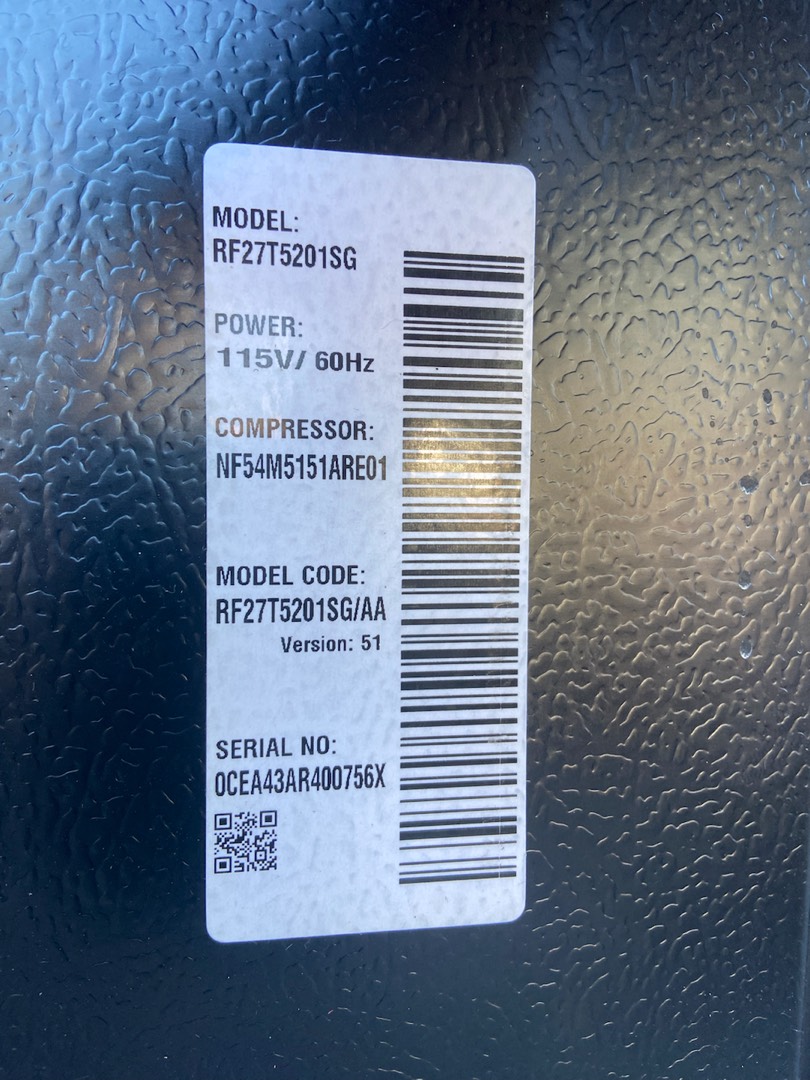 MODEL:
RF27T5201SG
POWER:
115V/ 60Hz
COMPRESSOR:
NF54M5151ARE01
MODEL CODE:
RF27T5201SG/AA
Version: 51
SERIAL NO:
0CEA43AR400756X